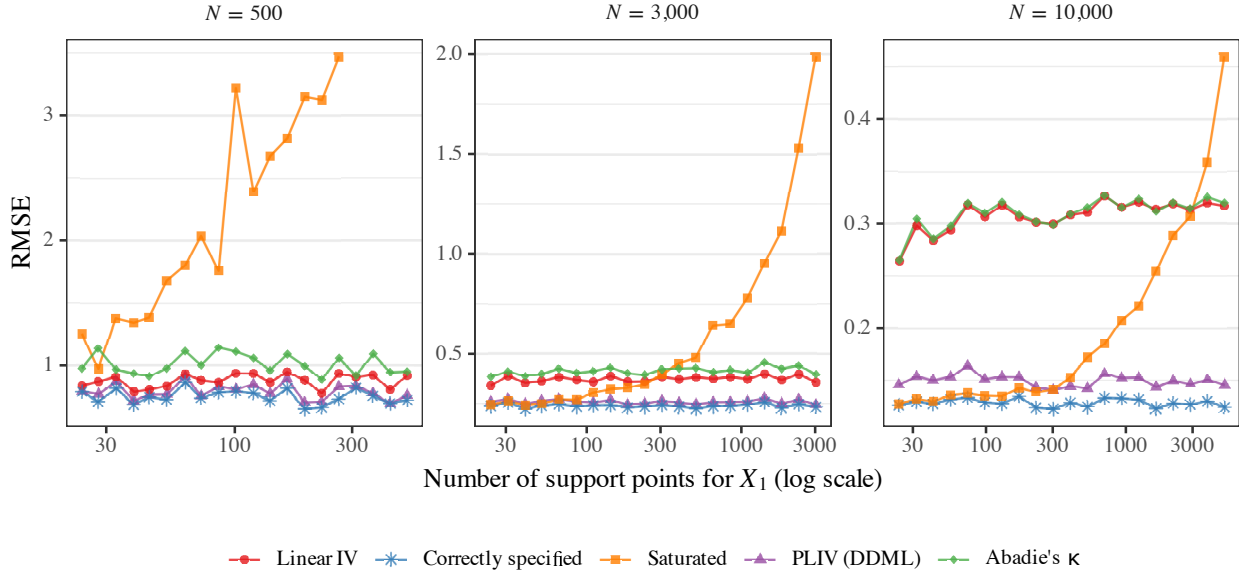 N = 500
N = 3,000
N = 10,000
RMSE
3
2
1
2.0
1.5
1.0
0.5
0.4
0.3
0.2
30 100 300
30 100 300 1000 3000
30 100 300 1000 3000
Number of support points for X1 (log scale)
Linear IV Correctly specified Saturated PLIV (DDML) Abadie's κ